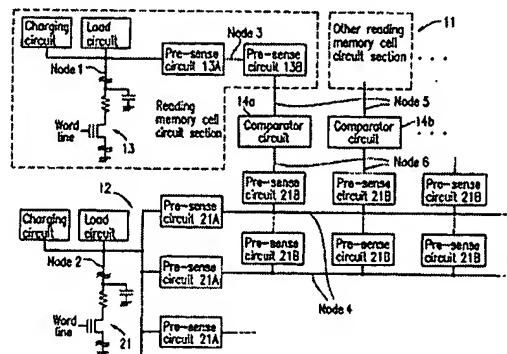 Charging circuit
Load circuit
Node 1
Pre-sense circuit 13A
Node 3
Pre-sense circuit 13B
Other reading memory cell circuit section
11
Reading memory cell circuit section
Word line
13
Node 5
14a
Comparator circuit
Comparator circuit
14b
Node 6
12
Charging circuit
Load circuit
Node 2
Pre-sense circuit 21A
Pre-sense circuit 21B
Pre-sense circuit 21B
Pre-sense circuit 21B
Pre-sense circuit 21A
Pre-sense circuit 21B
Pre-sense circuit 21B
Pre-sense circuit 21B
Node 4
Word line
21
Pre-sense circuit 21A